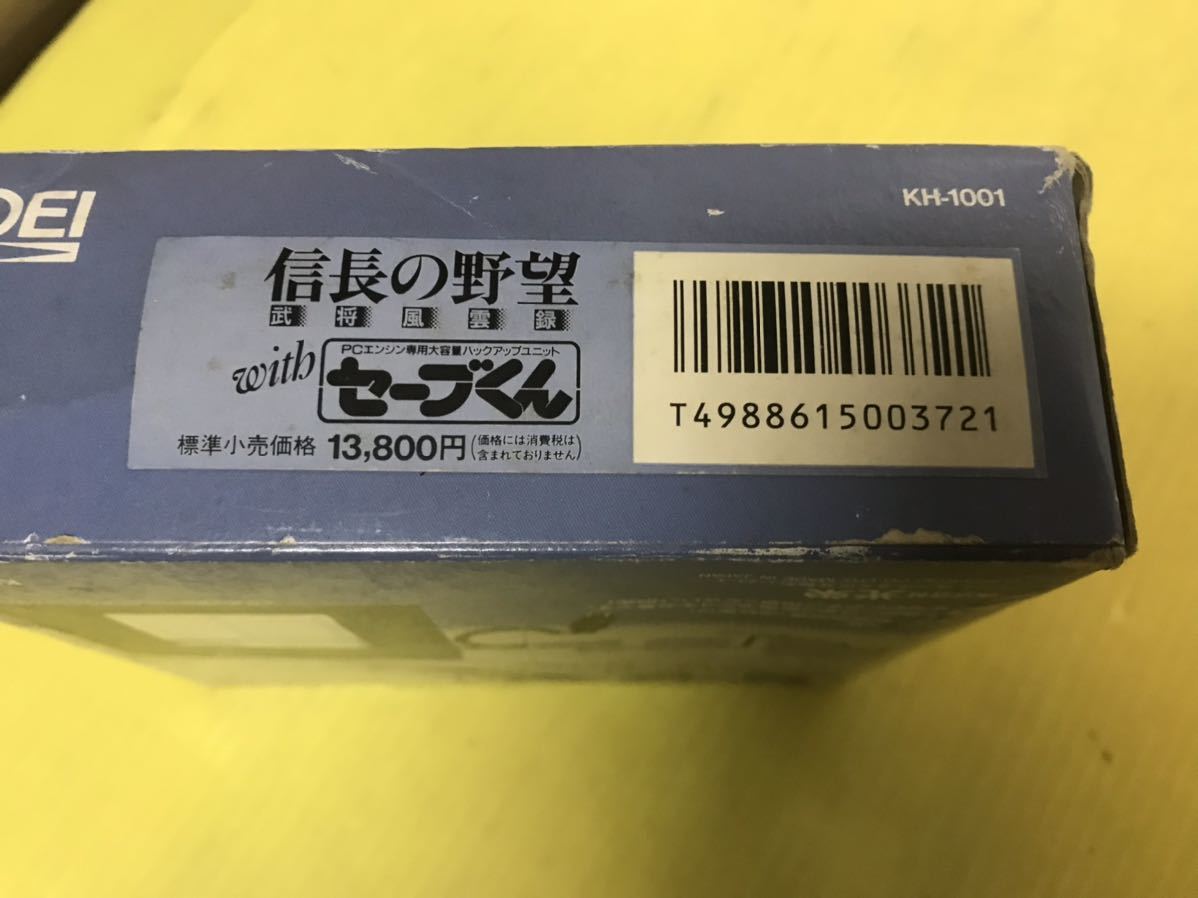 OEI
KH-1001
信長の野望
武将風雲録
with
PCエンジン専用大容量バックアップユニット
セーブくん
標準小売価格 13,800円(価格には消費税は含まれておりません)
T4988615003721